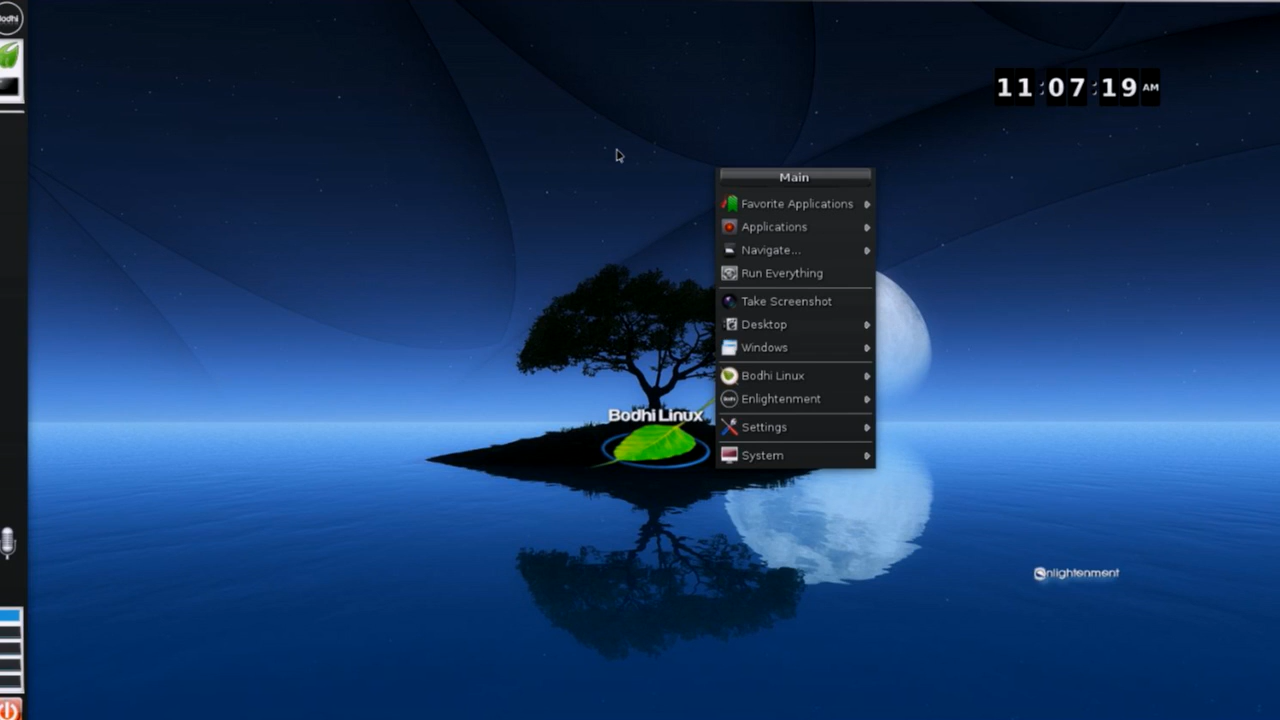 Bodhi
11:07:19 AM
Main
Favorite Applications
Applications
Navigate...
Run Everything
Take Screenshot
Desktop
Windows
Bodhi Linux
Enlightenment
Settings
System
Bodhi Linux
Enlightenment